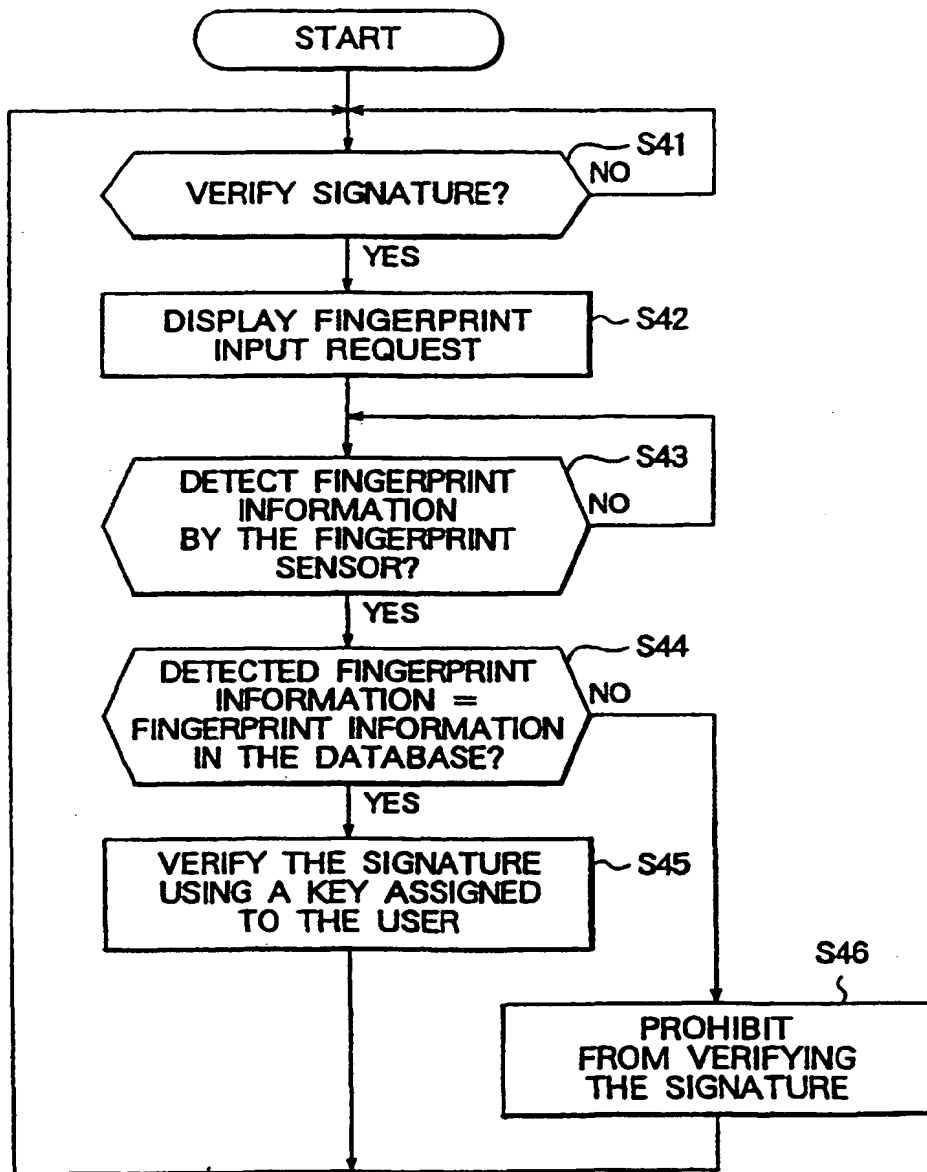 START
S41
NO
VERIFY SIGNATURE?
YES
DISPLAY FINGERPRINT
INPUT REQUEST
S42
S43
DETECT FINGERPRINT
INFORMATION
BY THE FINGERPRINT
SENSOR?
NO
YES
S44
DETECTED FINGERPRINT
INFORMATION =
FINGERPRINT INFORMATION
IN THE DATABASE?
NO
YES
VERIFY THE SIGNATURE
USING A KEY ASSIGNED
TO THE USER
S45
S46
PROHIBIT
FROM VERIFYING
THE SIGNATURE